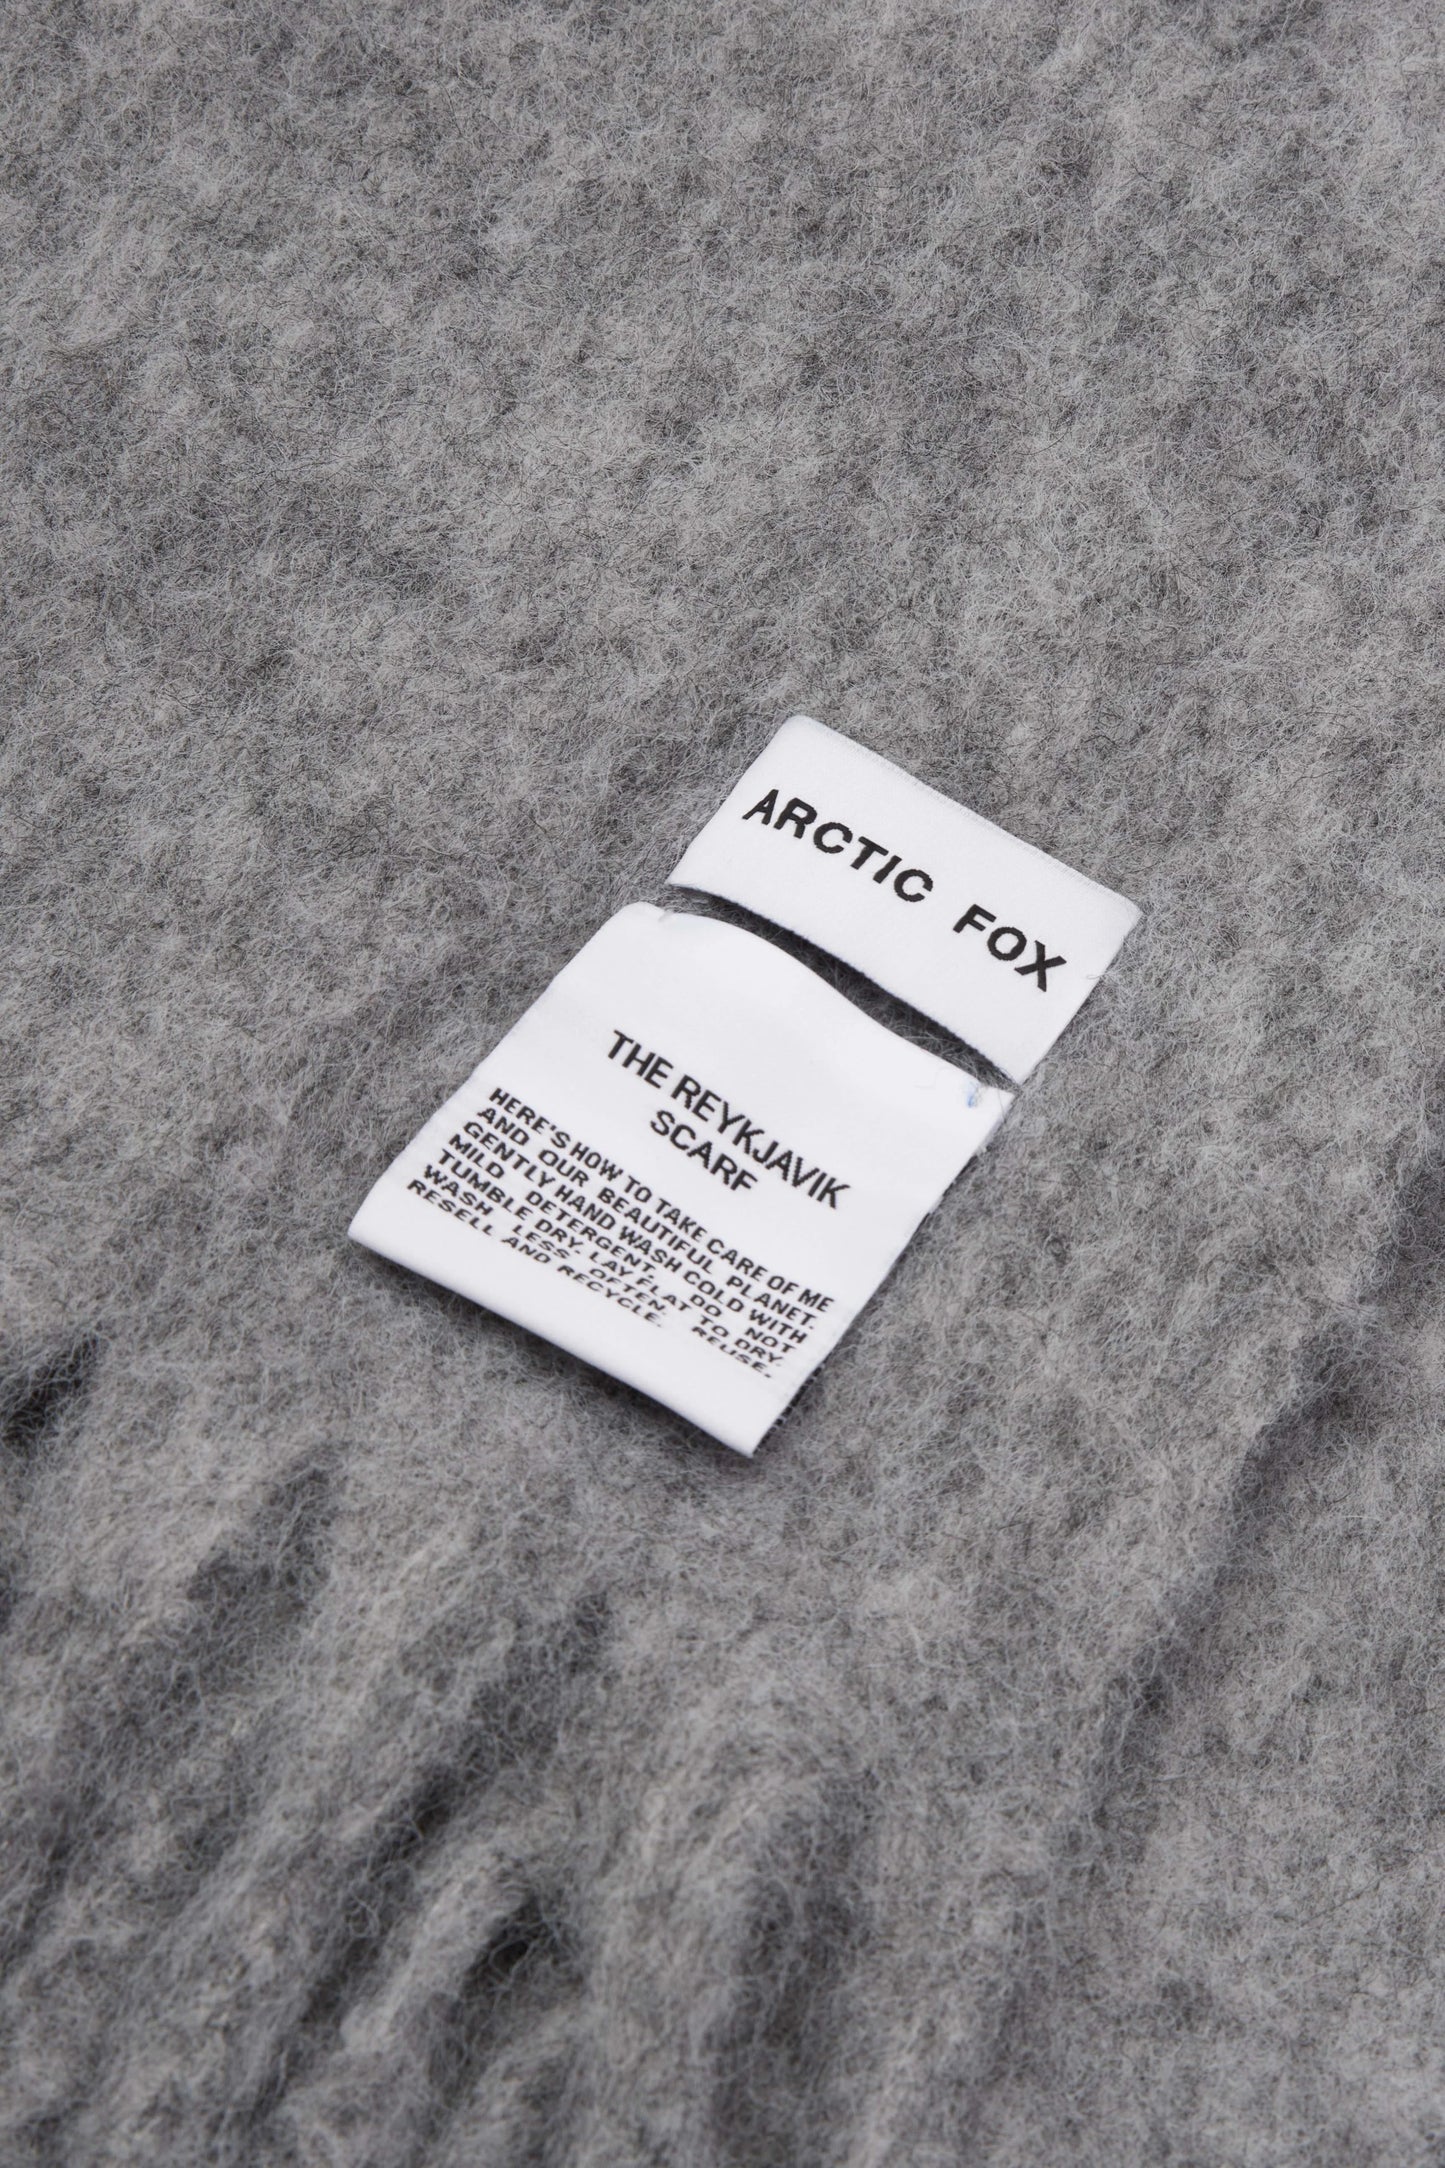 ARCTIC FOX
THE REYKJAVIK
SCARF
HERE'S HOW TO TAKE CARE OF ME
AND OUR BEAUTIFUL PLANET.
GENTLY HAND WASH COLD WITH
MILD DETERGENT. DO NOT
TUMBLE DRY. LAY FLAT TO DRY.
WASH LESS OFTEN. REUSE.
RESELL AND RECYCLE.